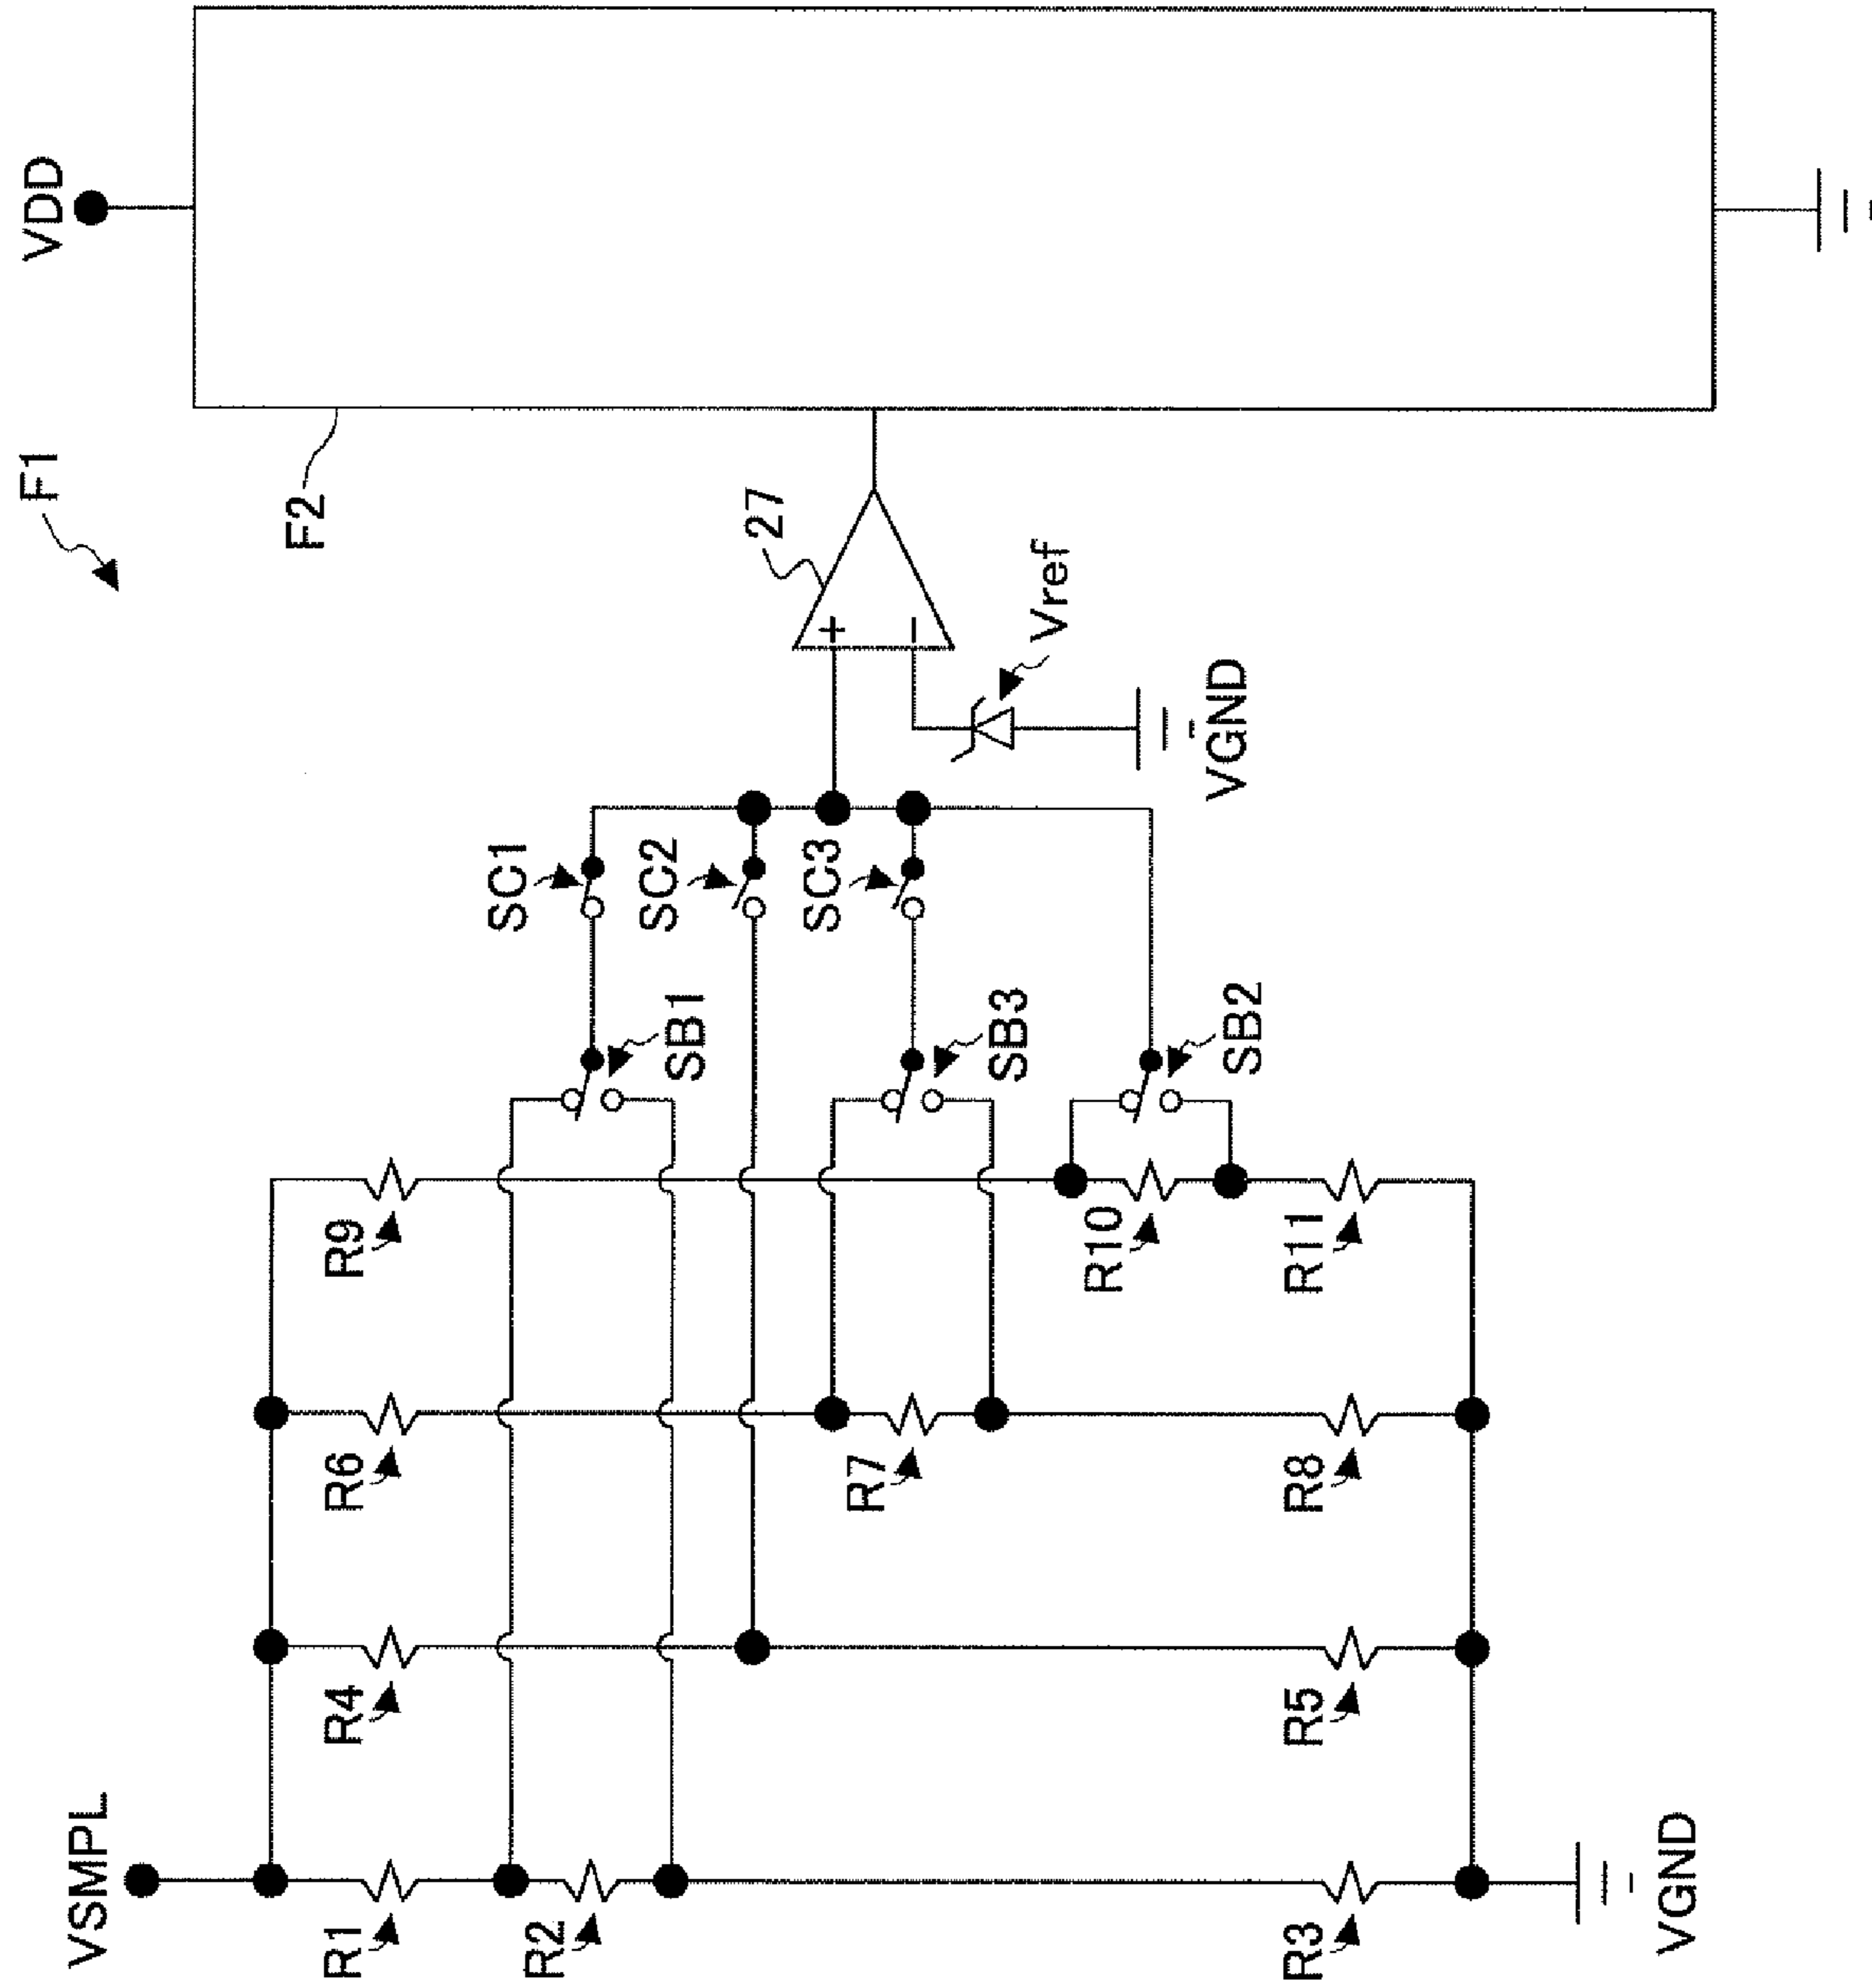 F1
VDD
F2
27
Vref
VGND
SC1
SC2
SC3
SB1
SB3
SB2
R9
R10
R11
R6
R7
R8
R4
R5
VSMPL
R1
R2
R3
VGND
+
−